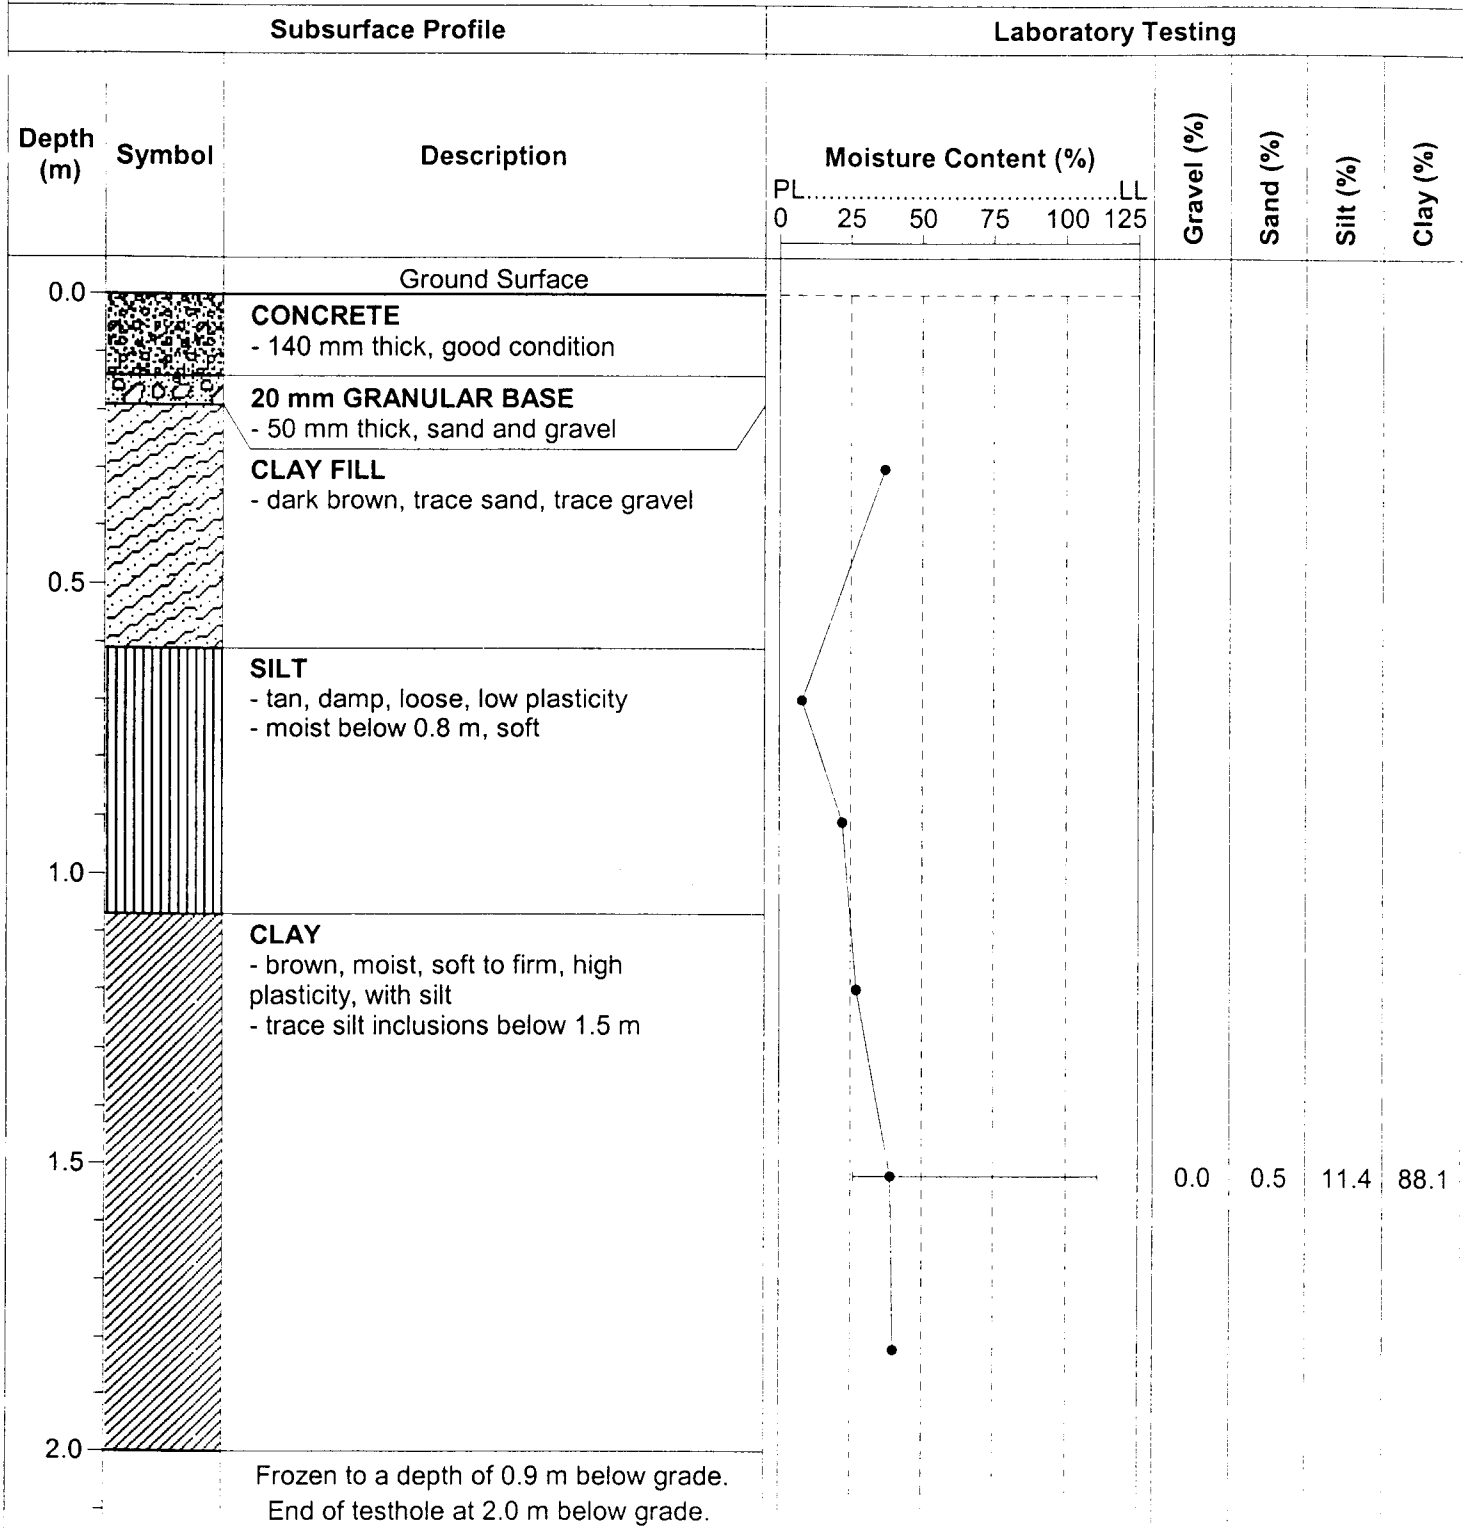 Subsurface Profile
Laboratory Testing
Depth
(m)
Symbol
Description
Moisture Content (%)
PL..........................................LL
0 25 50 75 100 125
Gravel (%)
Sand (%)
Silt (%)
Clay (%)
Ground Surface
0.0
CONCRETE
- 140 mm thick, good condition
20 mm GRANULAR BASE
- 50 mm thick, sand and gravel
CLAY FILL
- dark brown, trace sand, trace gravel
0.5
SILT
- tan, damp, loose, low plasticity
- moist below 0.8 m, soft
1.0
CLAY
- brown, moist, soft to firm, high
plasticity, with silt
- trace silt inclusions below 1.5 m
1.5
0.0 0.5 11.4 88.1
2.0
Frozen to a depth of 0.9 m below grade.
End of testhole at 2.0 m below grade.